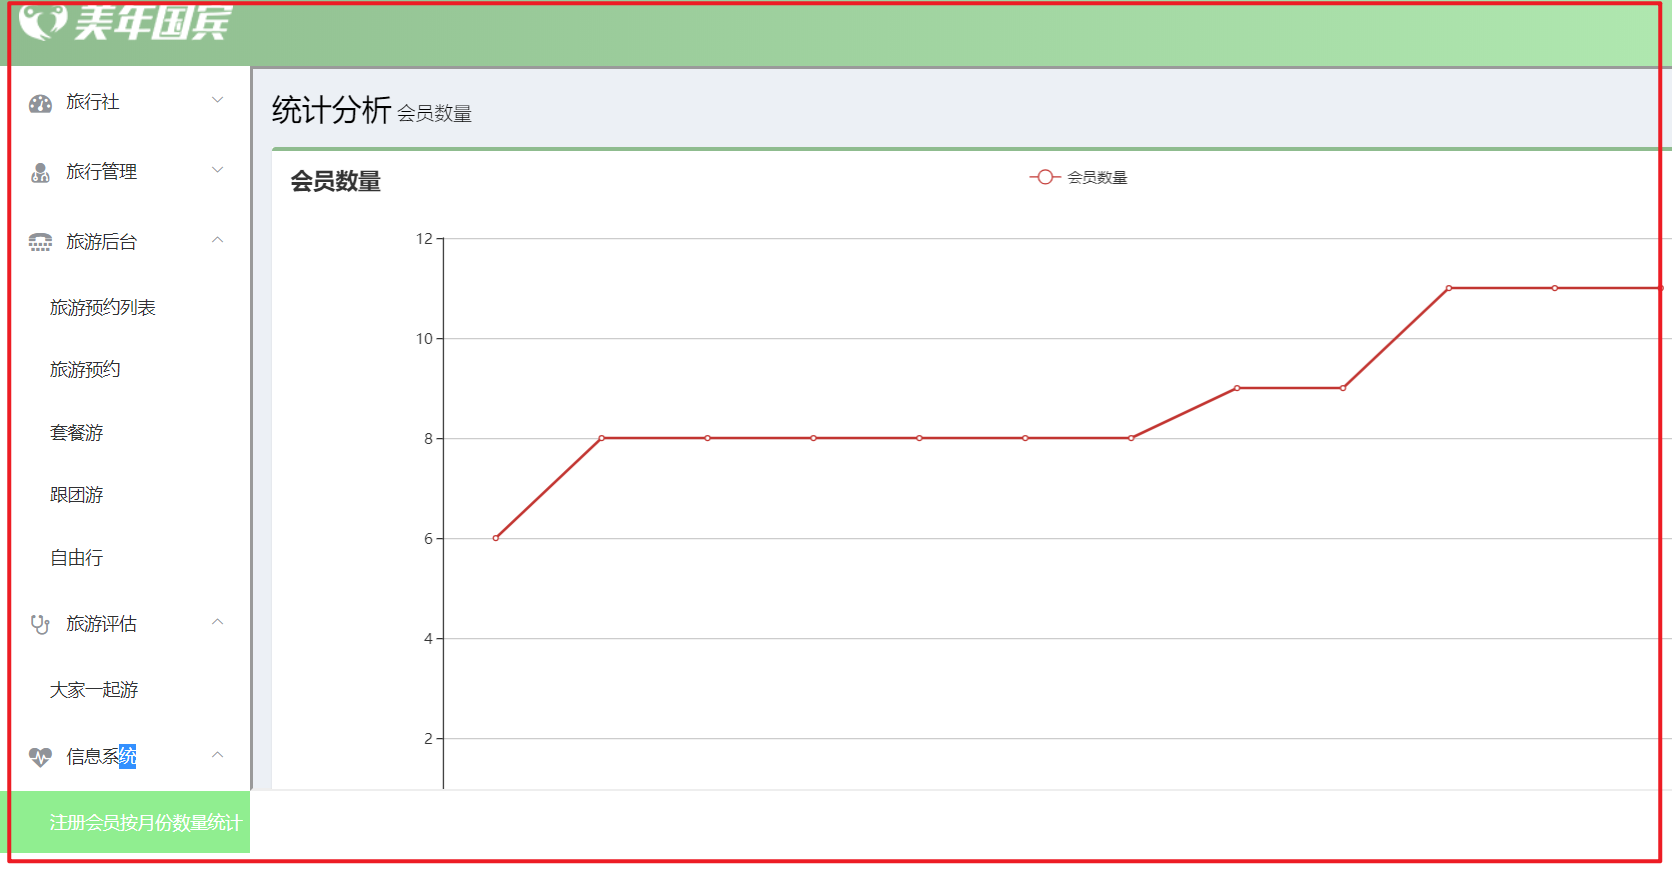 美年国宾
旅行社
旅行管理
旅游后台
旅游预约列表
旅游预约
套餐游
跟团游
自由行
旅游评估
大家一起游
信息系统
注册会员按月份数量统计
统计分析 会员数量
会员数量
会员数量
12
10
8
6
4
2